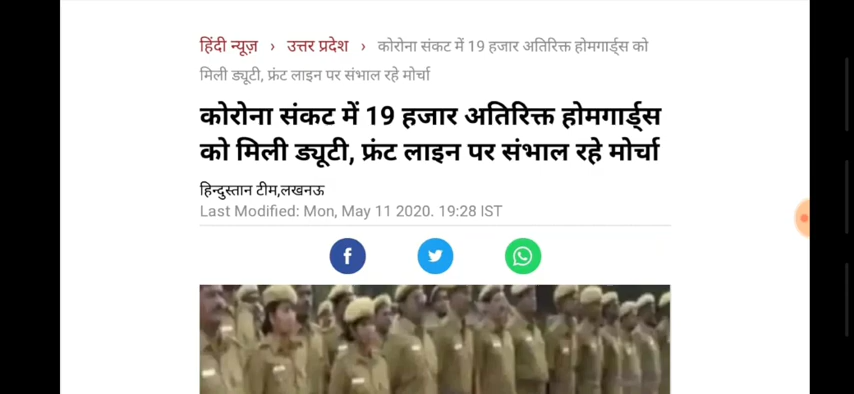 हिंदी न्यूज़ › उत्तर प्रदेश › कोरोना संकट में 19 हजार अतिरिक्त होमगार्ड्स को
मिली ड्यूटी, फ्रंट लाइन पर संभाल रहे मोर्चा
कोरोना संकट में 19 हजार अतिरिक्त होमगार्ड्स
को मिली ड्यूटी, फ्रंट लाइन पर संभाल रहे मोर्चा
हिन्दुस्तान टीम,लखनऊ
Last Modified: Mon, May 11 2020. 19:28 IST